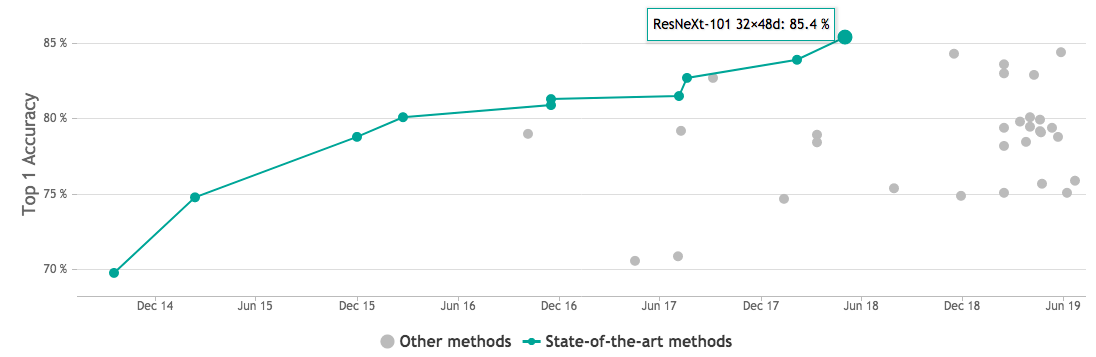 ResNeXt-101 32×48d: 85.4 %
Top 1 Accuracy
85 %
80 %
75 %
70 %
Dec 14 Jun 15 Dec 15 Jun 16 Dec 16 Jun 17 Dec 17 Jun 18 Dec 18 Jun 19
Other methods State-of-the-art methods